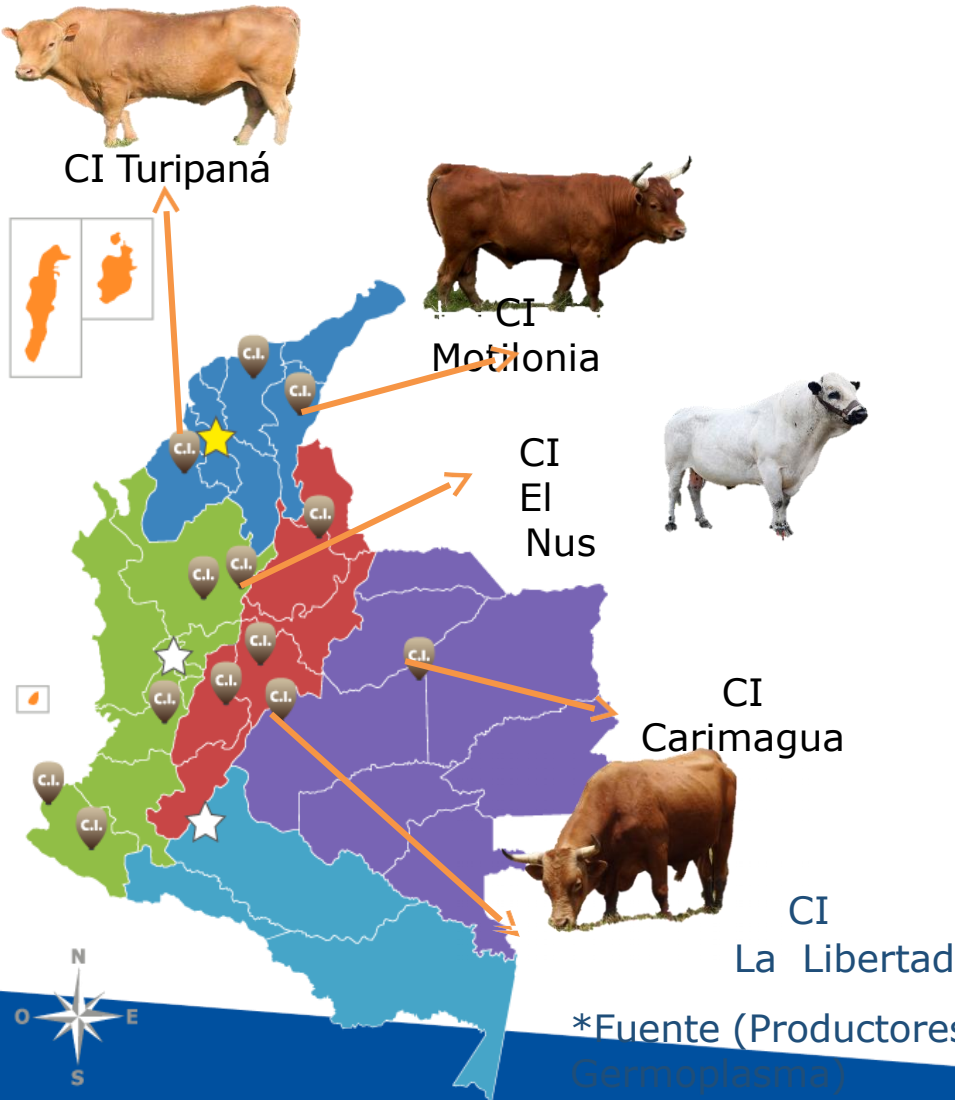 CI Turipaná
CI
Motilonia
C.I.
C.I.
C.I.
CI
El
Nus
C.I.
C.I.
C.I.
C.I.
C.I.
C.I.
C.I.
C.I.
CI
Carimagua
C.I.
C.I.
CI
La Libertad
N
O E
S
*Fuente (Productores
Germoplasma)